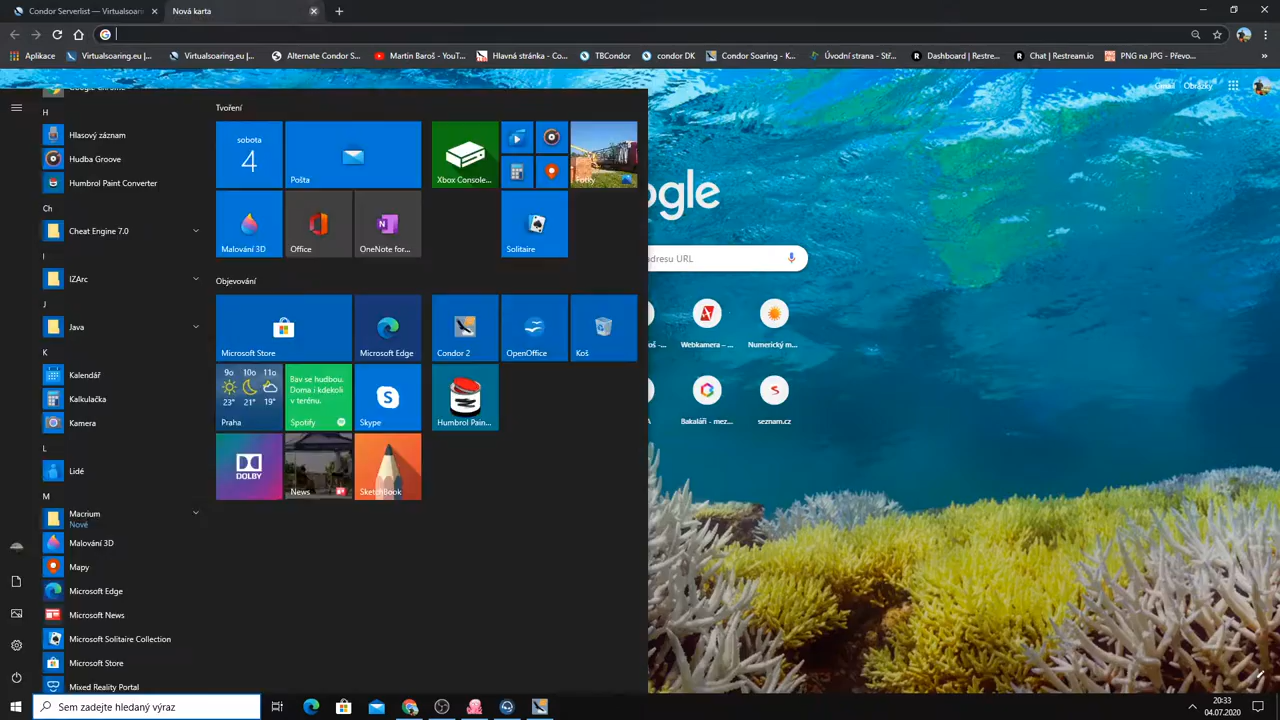 Condor Serverlist — Virtualsoari
Nová karta
Aplikace
Virtualsoaring.eu |...
Virtualsoaring.eu |...
Alternate Condor S...
Martin Baroš - YouT...
Hlavná stránka - Co...
TBCondor
condor DK
Condor Soaring - K...
Úvodní strana - Stř...
Dashboard | Restre...
Chat | Restream.io
PNG na JPG - Převo...
»
Gmail
Obrázky
Google Chrome
H
Hlasový záznam
Hudba Groove
Humbrol Paint Converter
Ch
Cheat Engine 7.0
I
IZArc
J
Java
K
Kalendář
Kalkulačka
Kamera
L
Lidé
M
Macrium
Nové
Malování 3D
Mapy
Microsoft Edge
Microsoft News
Microsoft Solitaire Collection
Microsoft Store
Mixed Reality Portal
Tvoření
sobota
4
Pošta
Xbox Console...
Fotky
Malování 3D
Office
OneNote for...
Solitaire
Objevování
Microsoft Store
Microsoft Edge
Condor 2
OpenOffice
Koš
9o 10o 11o
23° 21° 19°
Praha
Bav se hudbou.
Doma i kdekoli
v terénu.
Spotify
Skype
Humbrol Pain...
DOLBY
News
SketchBook
ogle
adresu URL
Webkamera – ...
Numerický m...
Bakaláři - mez...
seznam.cz
Sem zadejte hledaný výraz
20:33
04.07.2020